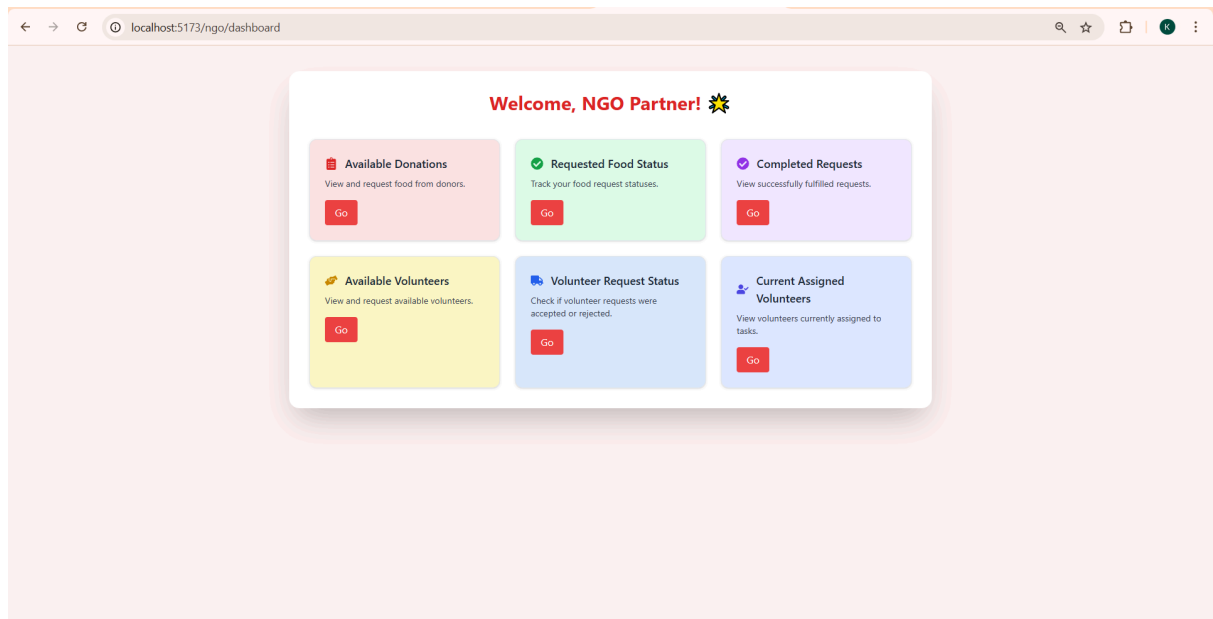 localhost:5173/ngo/dashboard
K
Welcome, NGO Partner! 🌟
Available Donations
View and request food from donors.
Go
Requested Food Status
Track your food request statuses.
Go
Completed Requests
View successfully fulfilled requests.
Go
Available Volunteers
View and request available volunteers.
Go
Volunteer Request Status
Check if volunteer requests were
accepted or rejected.
Go
Current Assigned
Volunteers
View volunteers currently assigned to
tasks.
Go